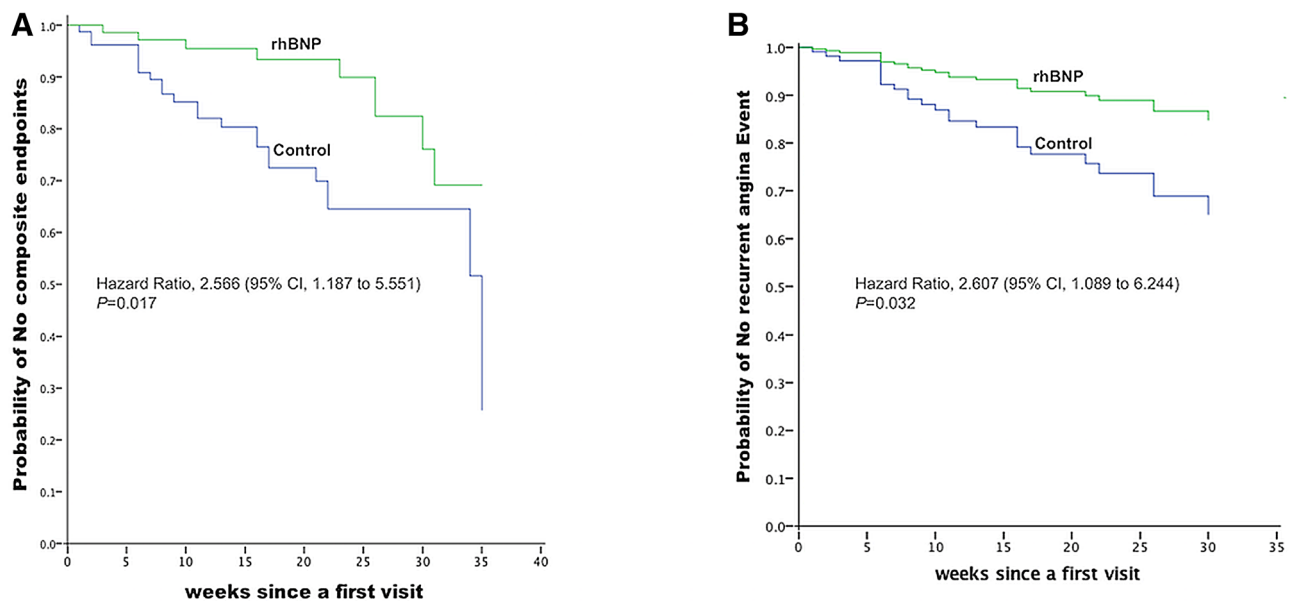 A
Probability of No composite endpoints
1.0
0.9
0.8
0.7
0.6
0.5
0.4
0.3
0.2
0.1
0.0
rhBNP
Control
Hazard Ratio, 2.566 (95% CI, 1.187 to 5.551)
P=0.017
0 5 10 15 20 25 30 35 40
weeks since a first visit
B
Probability of No recurrent angina Event
1.0
0.9
0.8
0.7
0.6
0.5
0.4
0.3
0.2
0.1
0.0
rhBNP
Control
Hazard Ratio, 2.607 (95% CI, 1.089 to 6.244)
P=0.032
0 5 10 15 20 25 30 35
weeks since a first visit